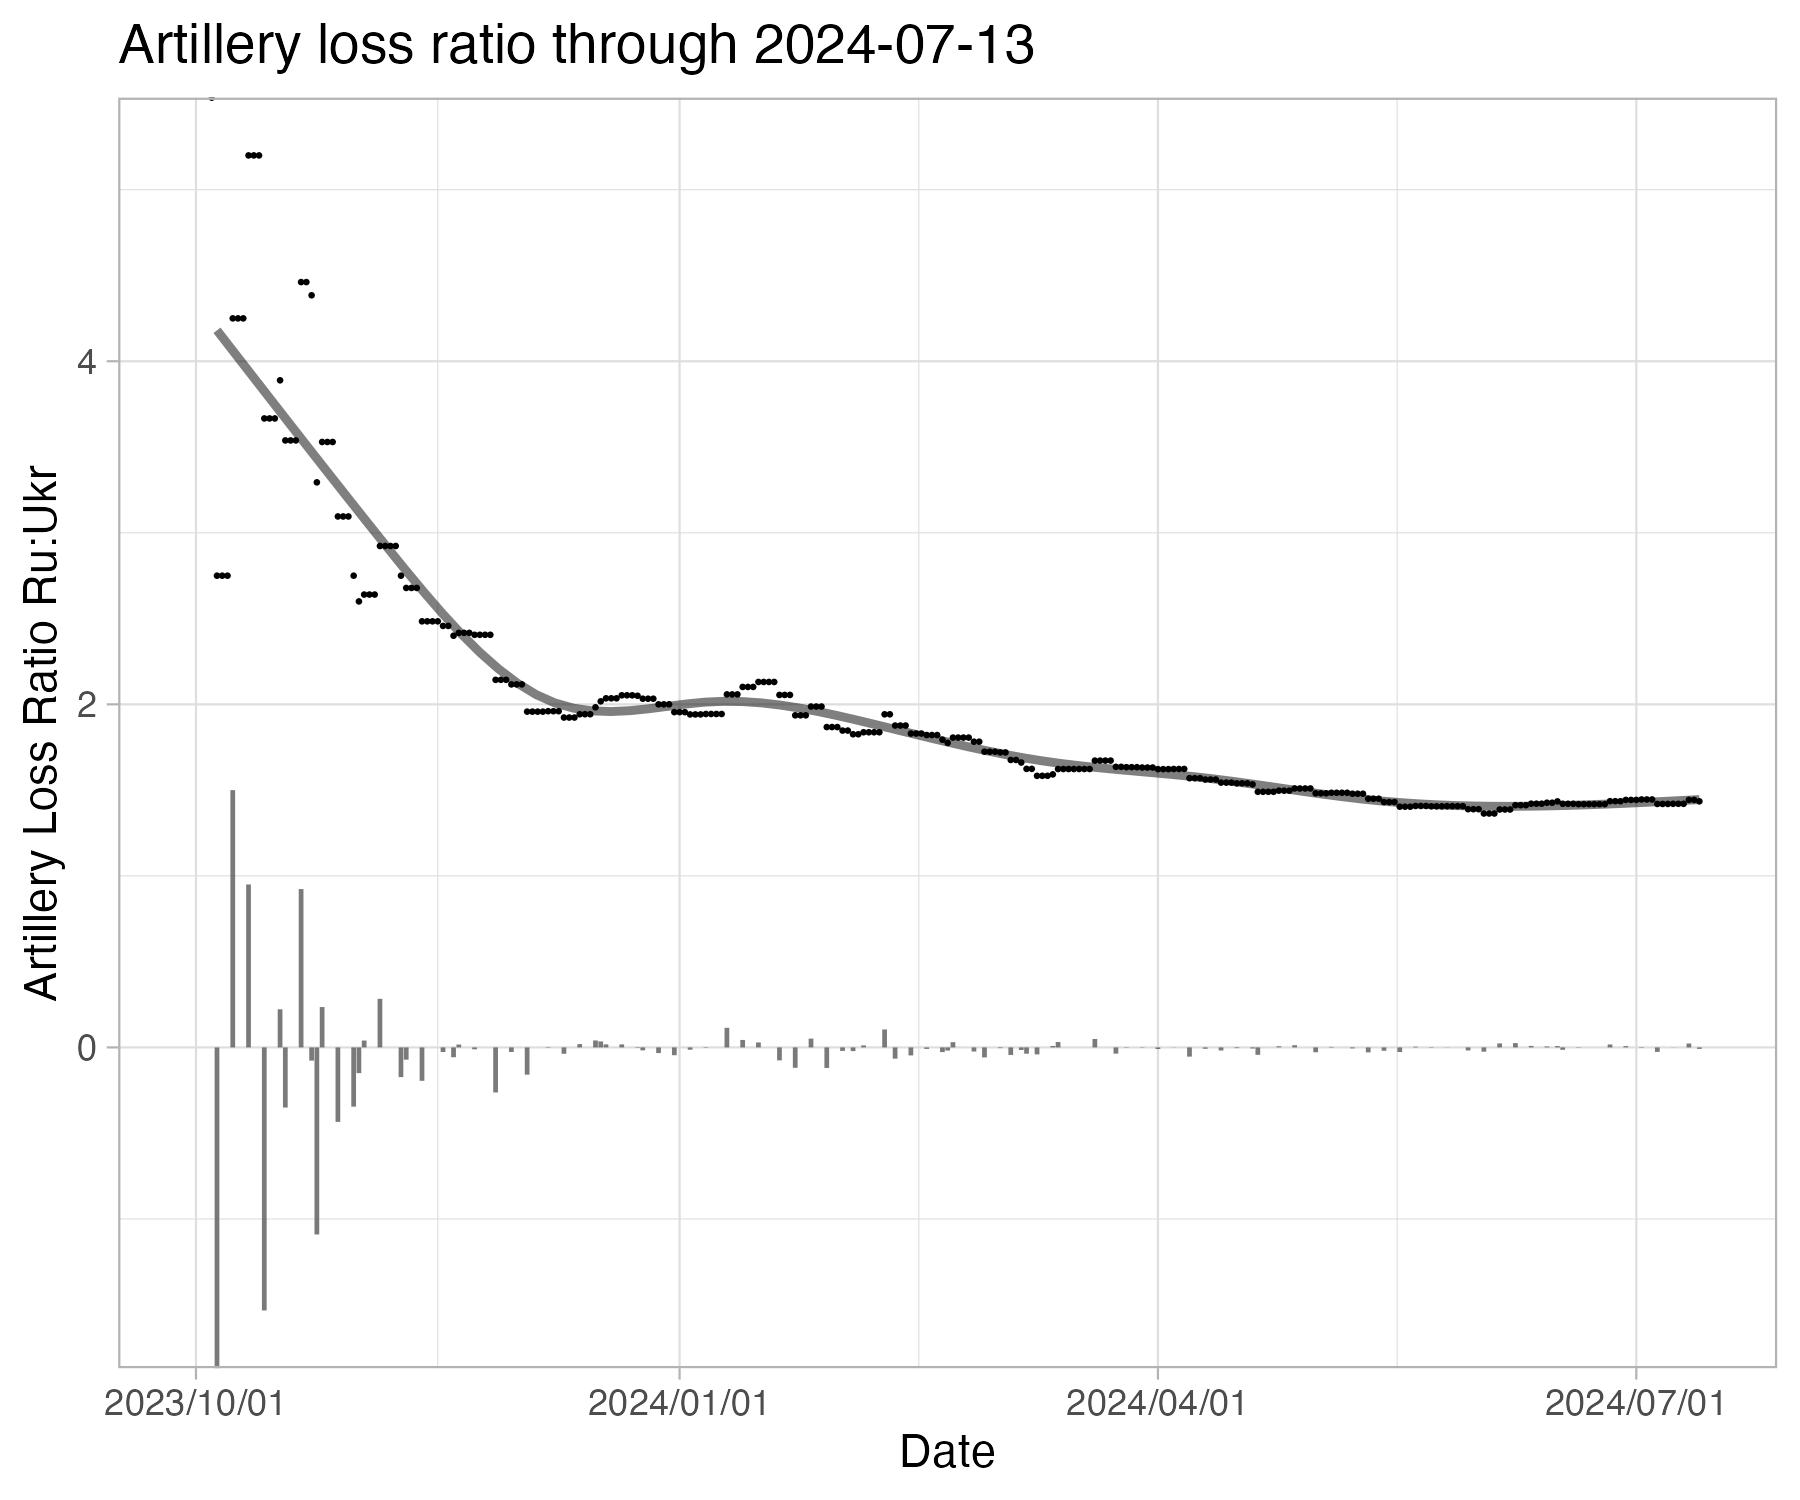 Artillery loss ratio through 2024-07-13
Artillery Loss Ratio Ru:Ukr
4
2
0
2023/10/01
2024/01/01
2024/04/01
2024/07/01
Date